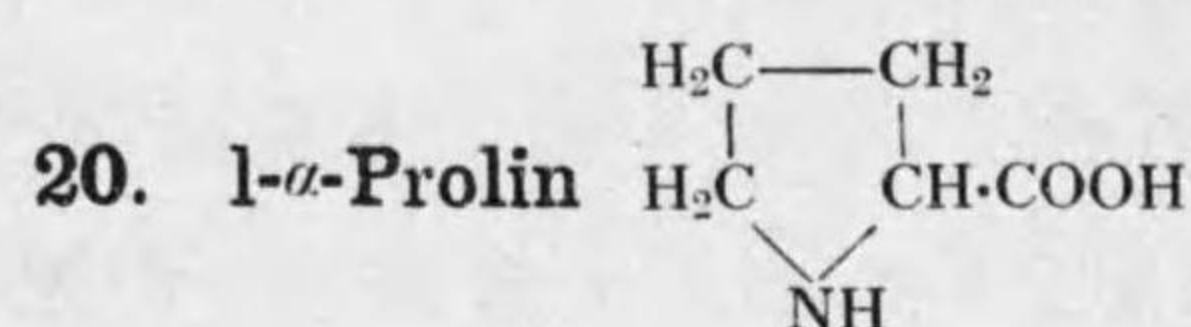 H₂C——CH₂
20. l-α-Prolin H₂C CH·COOH
NH